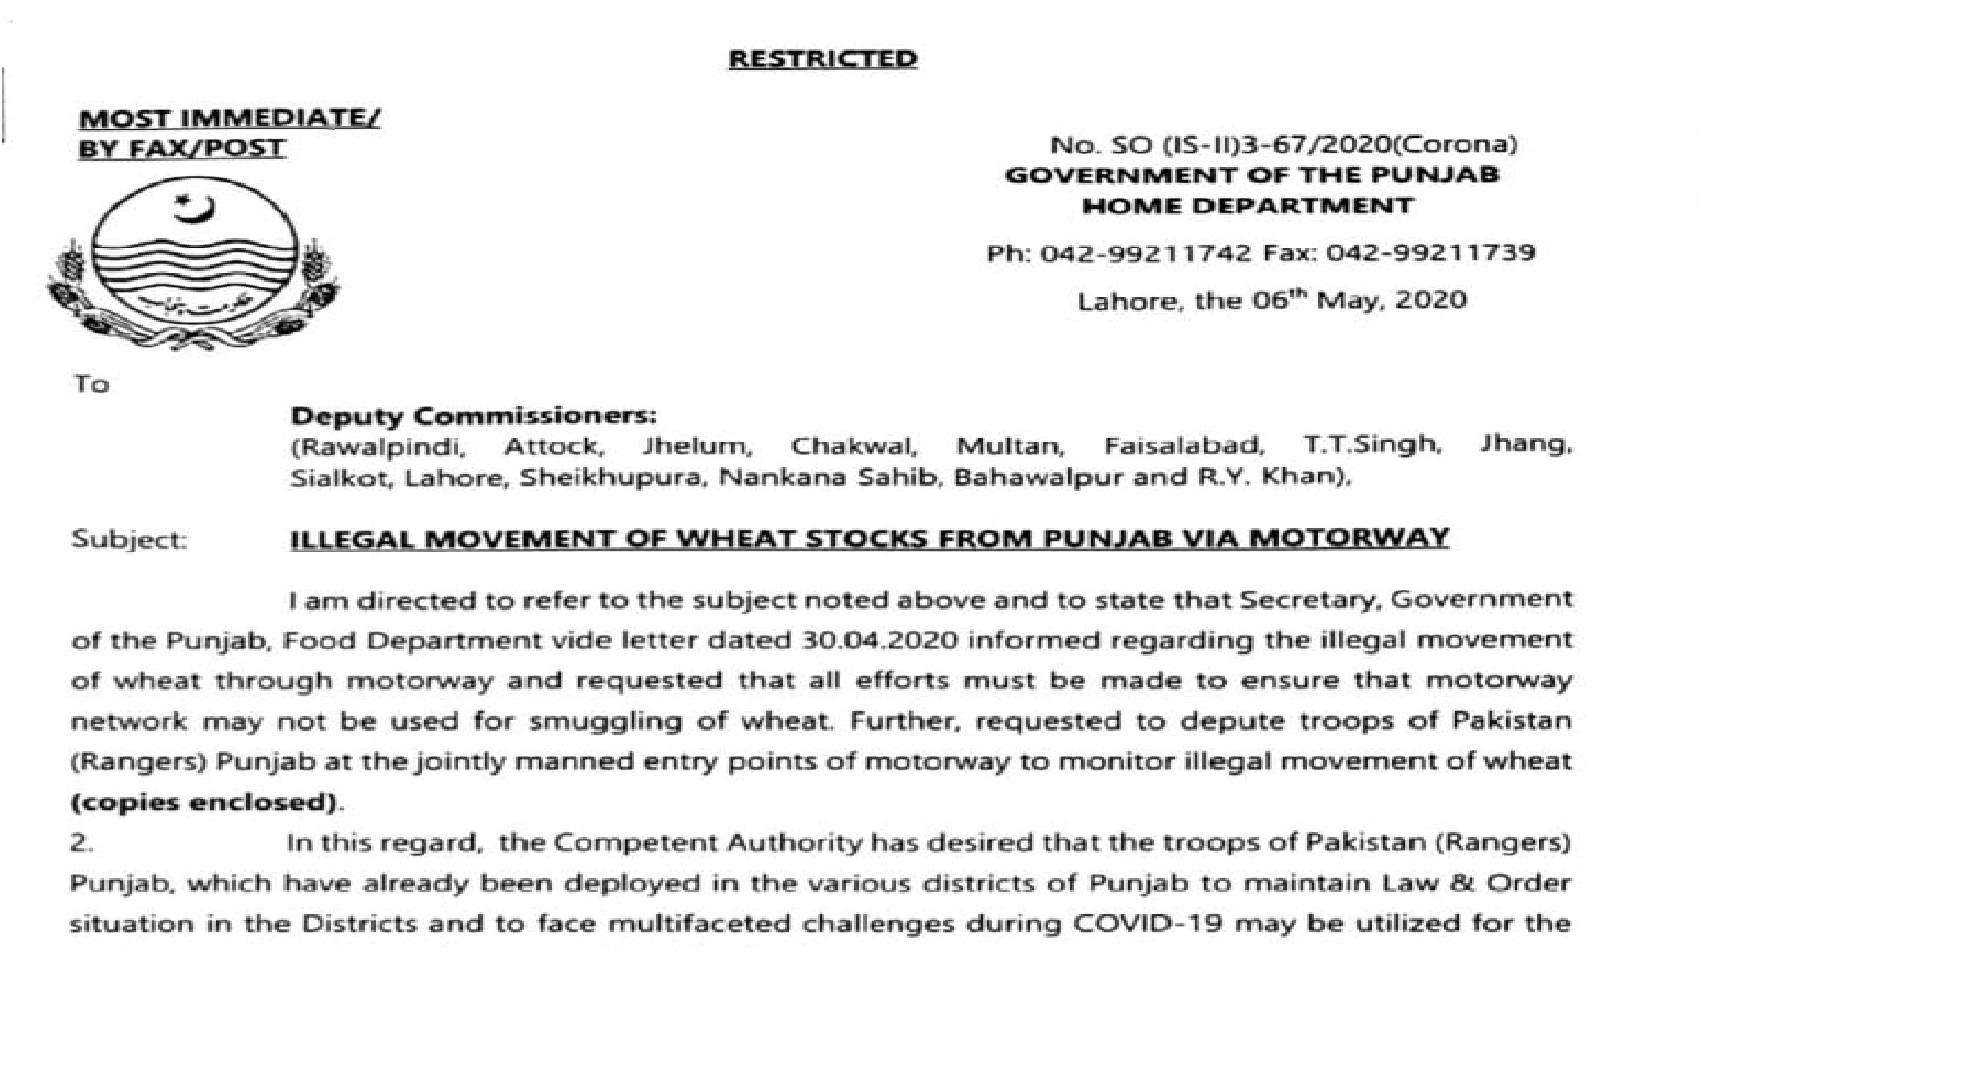 RESTRICTED
MOST IMMEDIATE/
BY FAX/POST
No. SO (IS-II)3-67/2020(Corona)
GOVERNMENT OF THE PUNJAB
HOME DEPARTMENT
Ph: 042-99211742 Fax: 042-99211739
Lahore, the 06th May, 2020
حکومت پنجاب
To
Deputy Commissioners:
(Rawalpindi, Attock, Jhelum, Chakwal, Multan, Faisalabad, T.T.Singh, Jhang,
Sialkot, Lahore, Sheikhupura, Nankana Sahib, Bahawalpur and R.Y. Khan),
Subject: ILLEGAL MOVEMENT OF WHEAT STOCKS FROM PUNJAB VIA MOTORWAY
I am directed to refer to the subject noted above and to state that Secretary, Government
of the Punjab, Food Department vide letter dated 30.04.2020 informed regarding the illegal movement
of wheat through motorway and requested that all efforts must be made to ensure that motorway
network may not be used for smuggling of wheat. Further, requested to depute troops of Pakistan
(Rangers) Punjab at the jointly manned entry points of motorway to monitor illegal movement of wheat
(copies enclosed).
2. In this regard, the Competent Authority has desired that the troops of Pakistan (Rangers)
Punjab, which have already been deployed in the various districts of Punjab to maintain Law & Order
situation in the Districts and to face multifaceted challenges during COVID-19 may be utilized for the